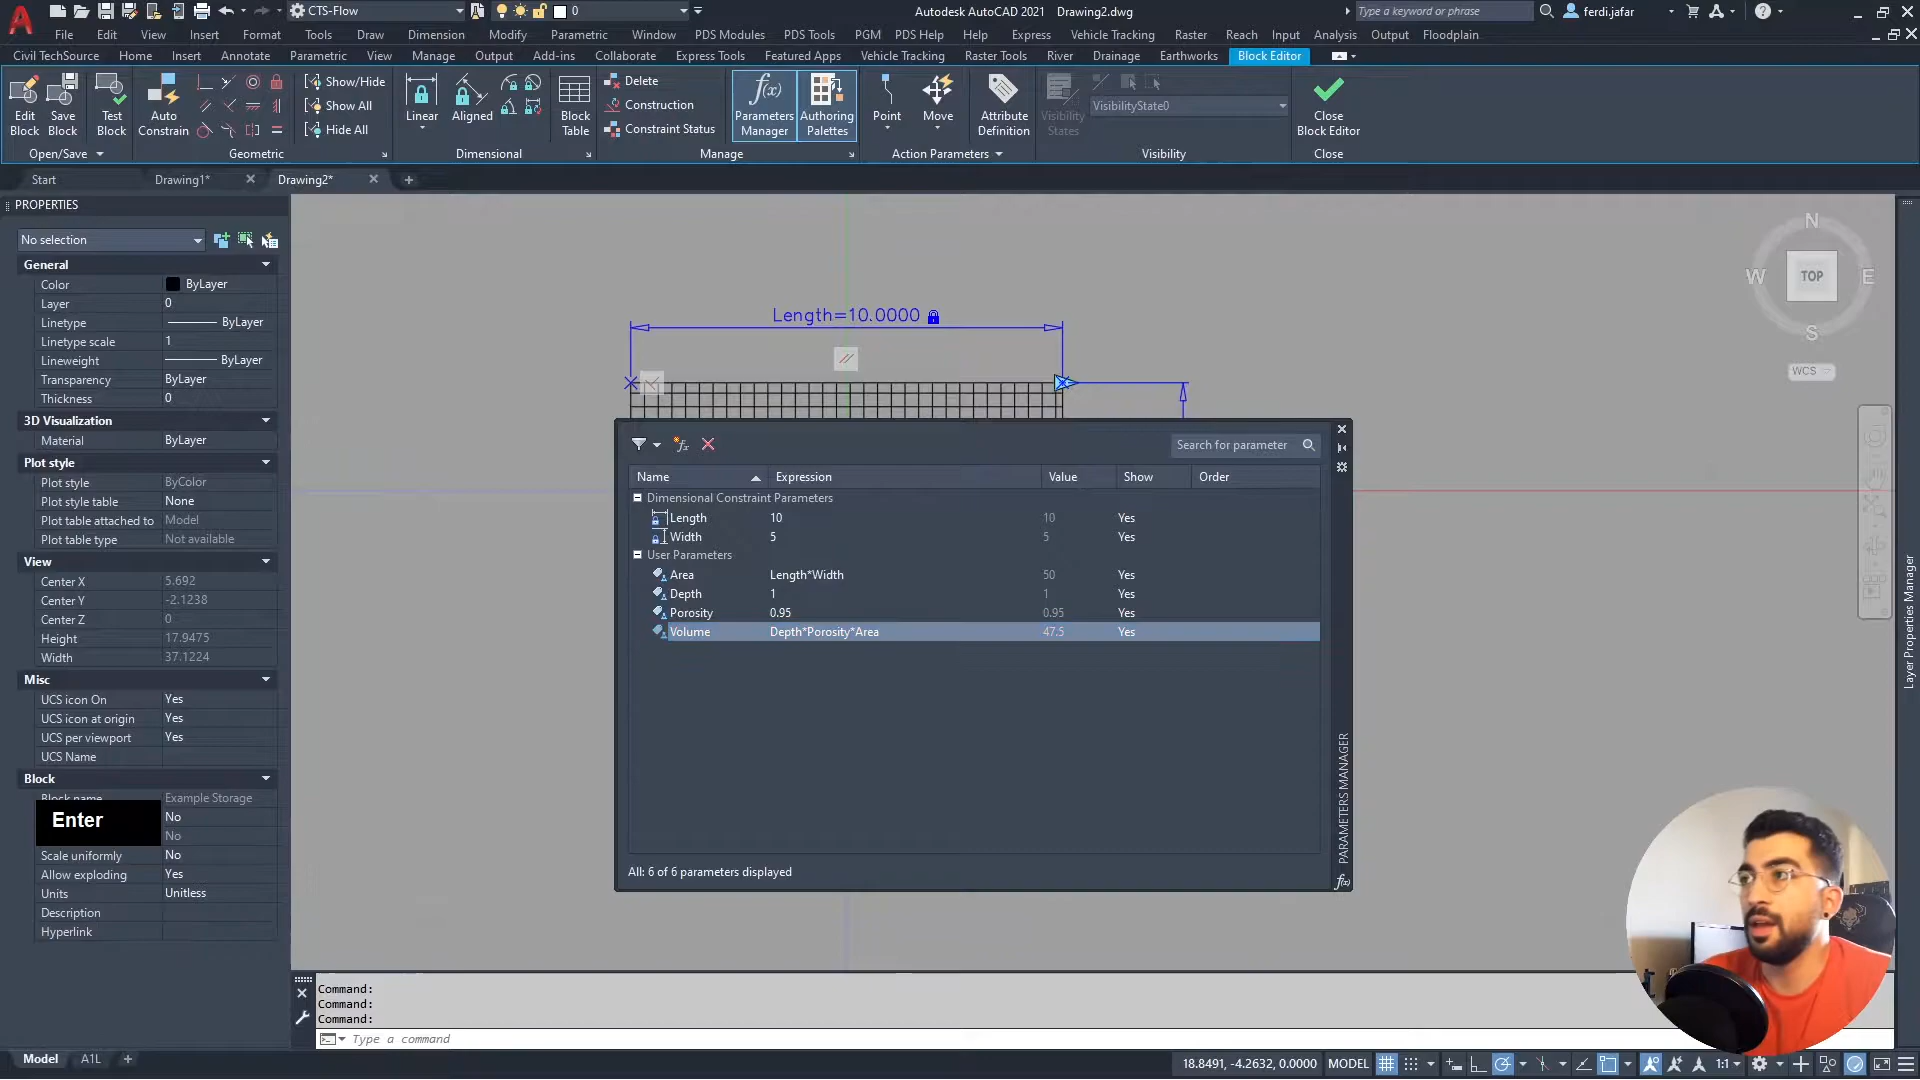 CTS-Flow
0
Autodesk AutoCAD 2021 Drawing2.dwg
Type a keyword or phrase
ferdi.jafar
File Edit View Insert Format Tools Draw Dimension Modify Parametric Window PDS Modules PDS Tools PGM PDS Help Help Express Vehicle Tracking Raster Reach Input Analysis Output Floodplain
Civil TechSource Home Insert Annotate Parametric View Manage Output Add-ins Collaborate Express Tools Featured Apps Vehicle Tracking Raster Tools River Drainage Earthworks Block Editor
Edit Block
Save Block
Test Block
Open/Save
Auto Constrain
Show/Hide
Show All
Hide All
Geometric
Linear
Aligned
Dimensional
Block Table
Delete
Construction
Constraint Status
Parameters Manager
Authoring Palettes
Manage
Point
Move
Attribute Definition
Action Parameters
Visibility States
VisibilityState0
Visibility
Close Block Editor
Close
Start
Drawing1*
Drawing2*
PROPERTIES
No selection
General
Color ByLayer
Layer 0
Linetype ByLayer
Linetype scale 1
Lineweight ByLayer
Transparency ByLayer
Thickness 0
3D Visualization
Material ByLayer
Plot style
Plot style ByColor
Plot style table None
Plot table attached to Model
Plot table type Not available
View
Center X 5.692
Center Y -2.1238
Center Z 0
Height 17.9475
Width 37.1224
Misc
UCS icon On Yes
UCS icon at origin Yes
UCS per viewport Yes
UCS Name
Block
Block name Example Storage
Enter
No
No
Scale uniformly No
Allow exploding Yes
Units Unitless
Description
Hyperlink
Length=10.0000
N
W TOP E
S
WCS
Search for parameter
Name Expression Value Show Order
Dimensional Constraint Parameters
Length 10 10 Yes
Width 5 5 Yes
User Parameters
Area Length*Width 50 Yes
Depth 1 1 Yes
Porosity 0.95 0.95 Yes
Volume Depth*Porosity*Area 47.5 Yes
All: 6 of 6 parameters displayed
PARAMETERS MANAGER
Layer Properties Manager
Command:
Command:
Command:
Type a command
Model A1L
18.8491, -4.2632, 0.0000 MODEL 1:1